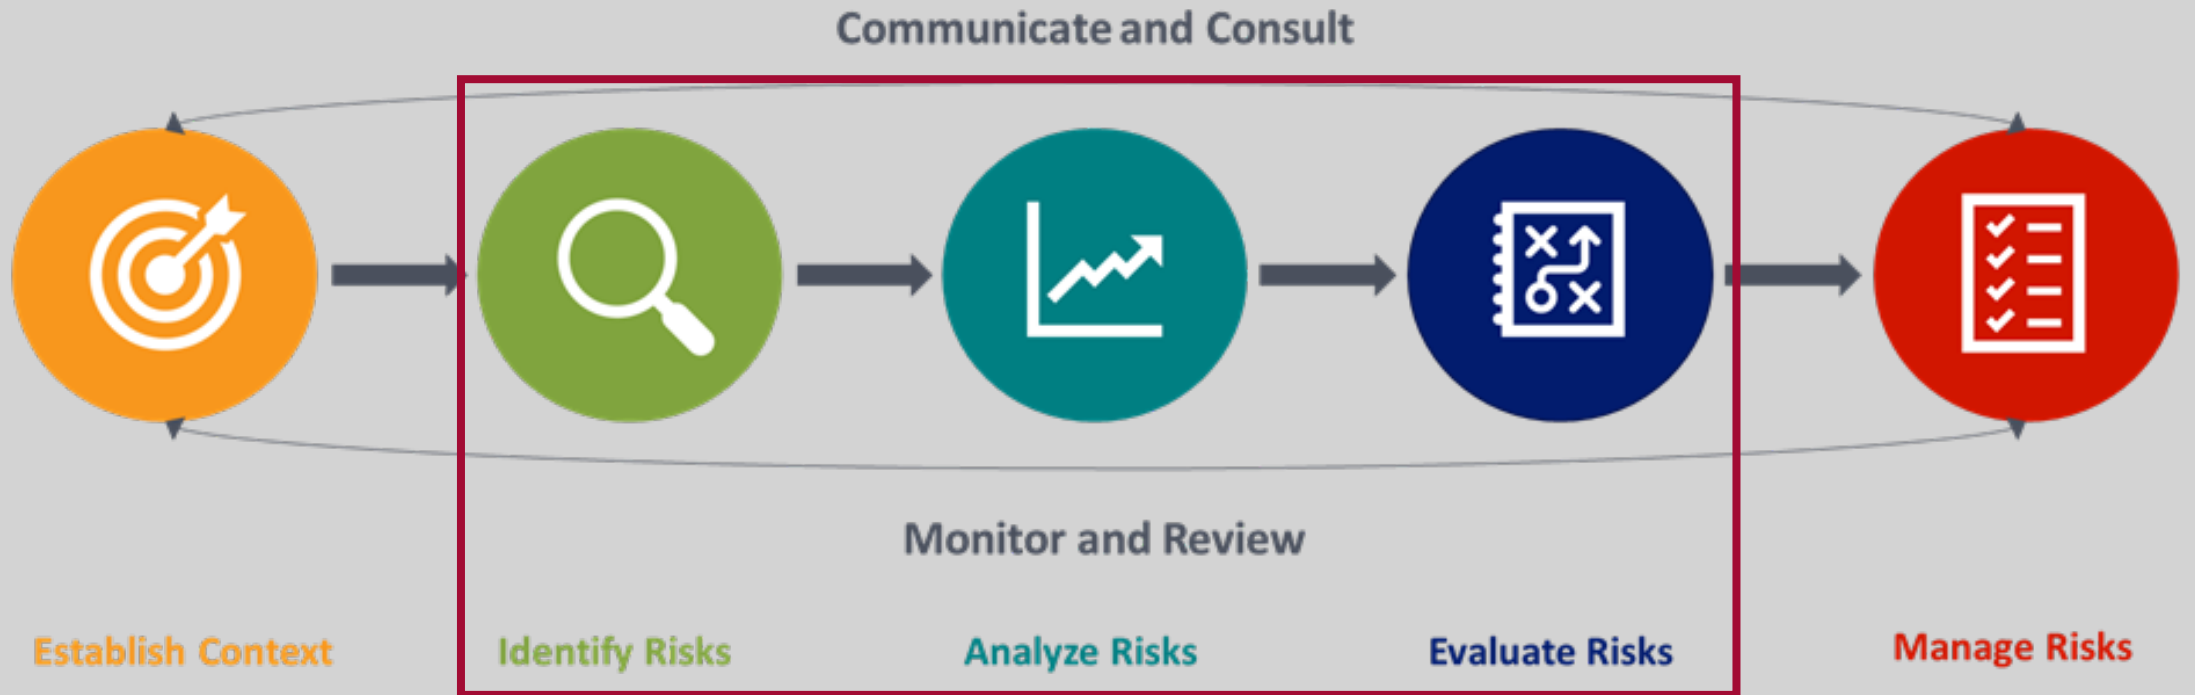 Communicate and Consult
Monitor and Review
Establish Context
Identify Risks
Analyze Risks
Evaluate Risks
Manage Risks